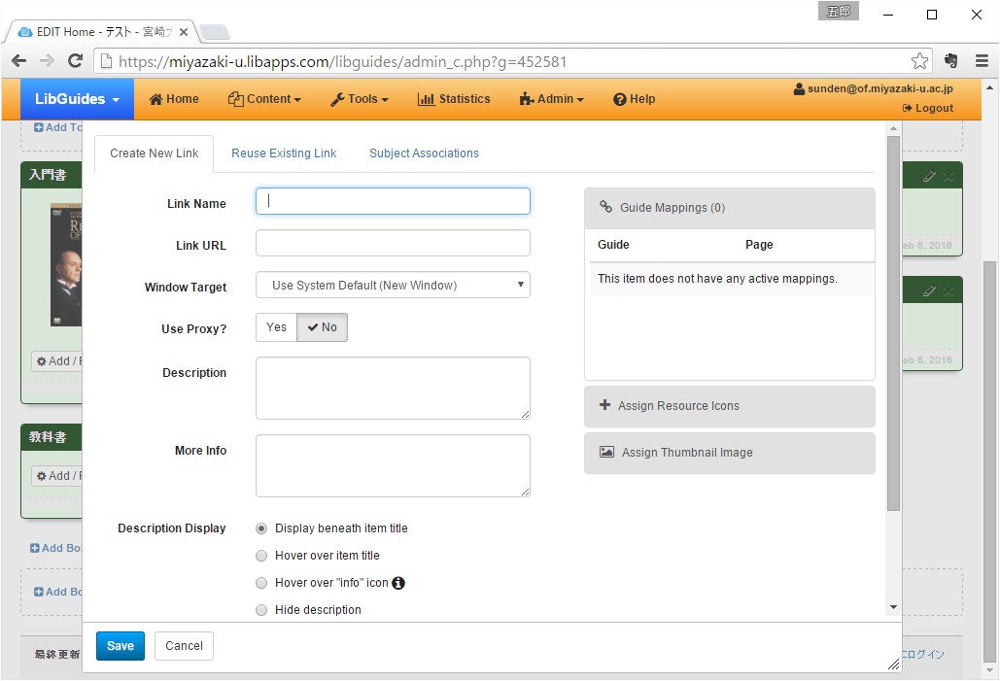 五郎
EDIT Home - テスト - 宮崎大
https://miyazaki-u.libapps.com/libguides/admin_c.php?g=452581
LibGuides Home Content Tools Statistics Admin Help
sunden@of.miyazaki-u.ac.jp
Logout
Add To
Create New Link Reuse Existing Link Subject Associations
入門書
Link Name
Guide Mappings (0)
Link URL
Guide Page
eb 6, 2016
Window Target Use System Default (New Window)
This item does not have any active mappings.
Use Proxy? Yes No
Add / R
eb 6, 2016
Description
Assign Resource Icons
教科書
More Info
Assign Thumbnail Image
Add / R
Description Display Display beneath item title
Add Bo
Hover over item title
Hover over "info" icon
Add Bo
Hide description
Save Cancel
最終更新
ログイン